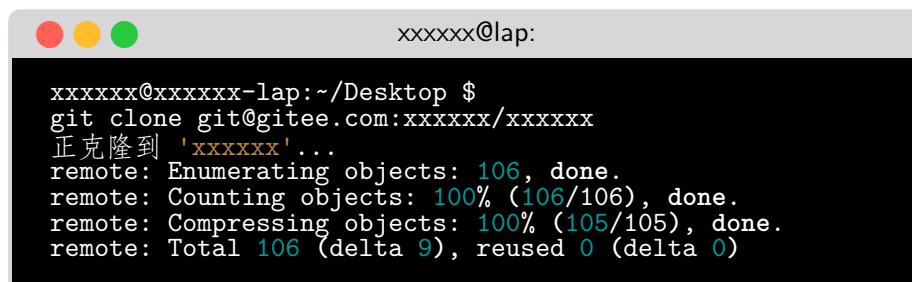 xxxxxx@lap:
xxxxxx@xxxxxx-lap:~/Desktop $
git clone git@gitee.com:xxxxxx/xxxxxx
正克隆到 'xxxxxx'...
remote: Enumerating objects: 106, done.
remote: Counting objects: 100% (106/106), done.
remote: Compressing objects: 100% (105/105), done.
remote: Total 106 (delta 9), reused 0 (delta 0)